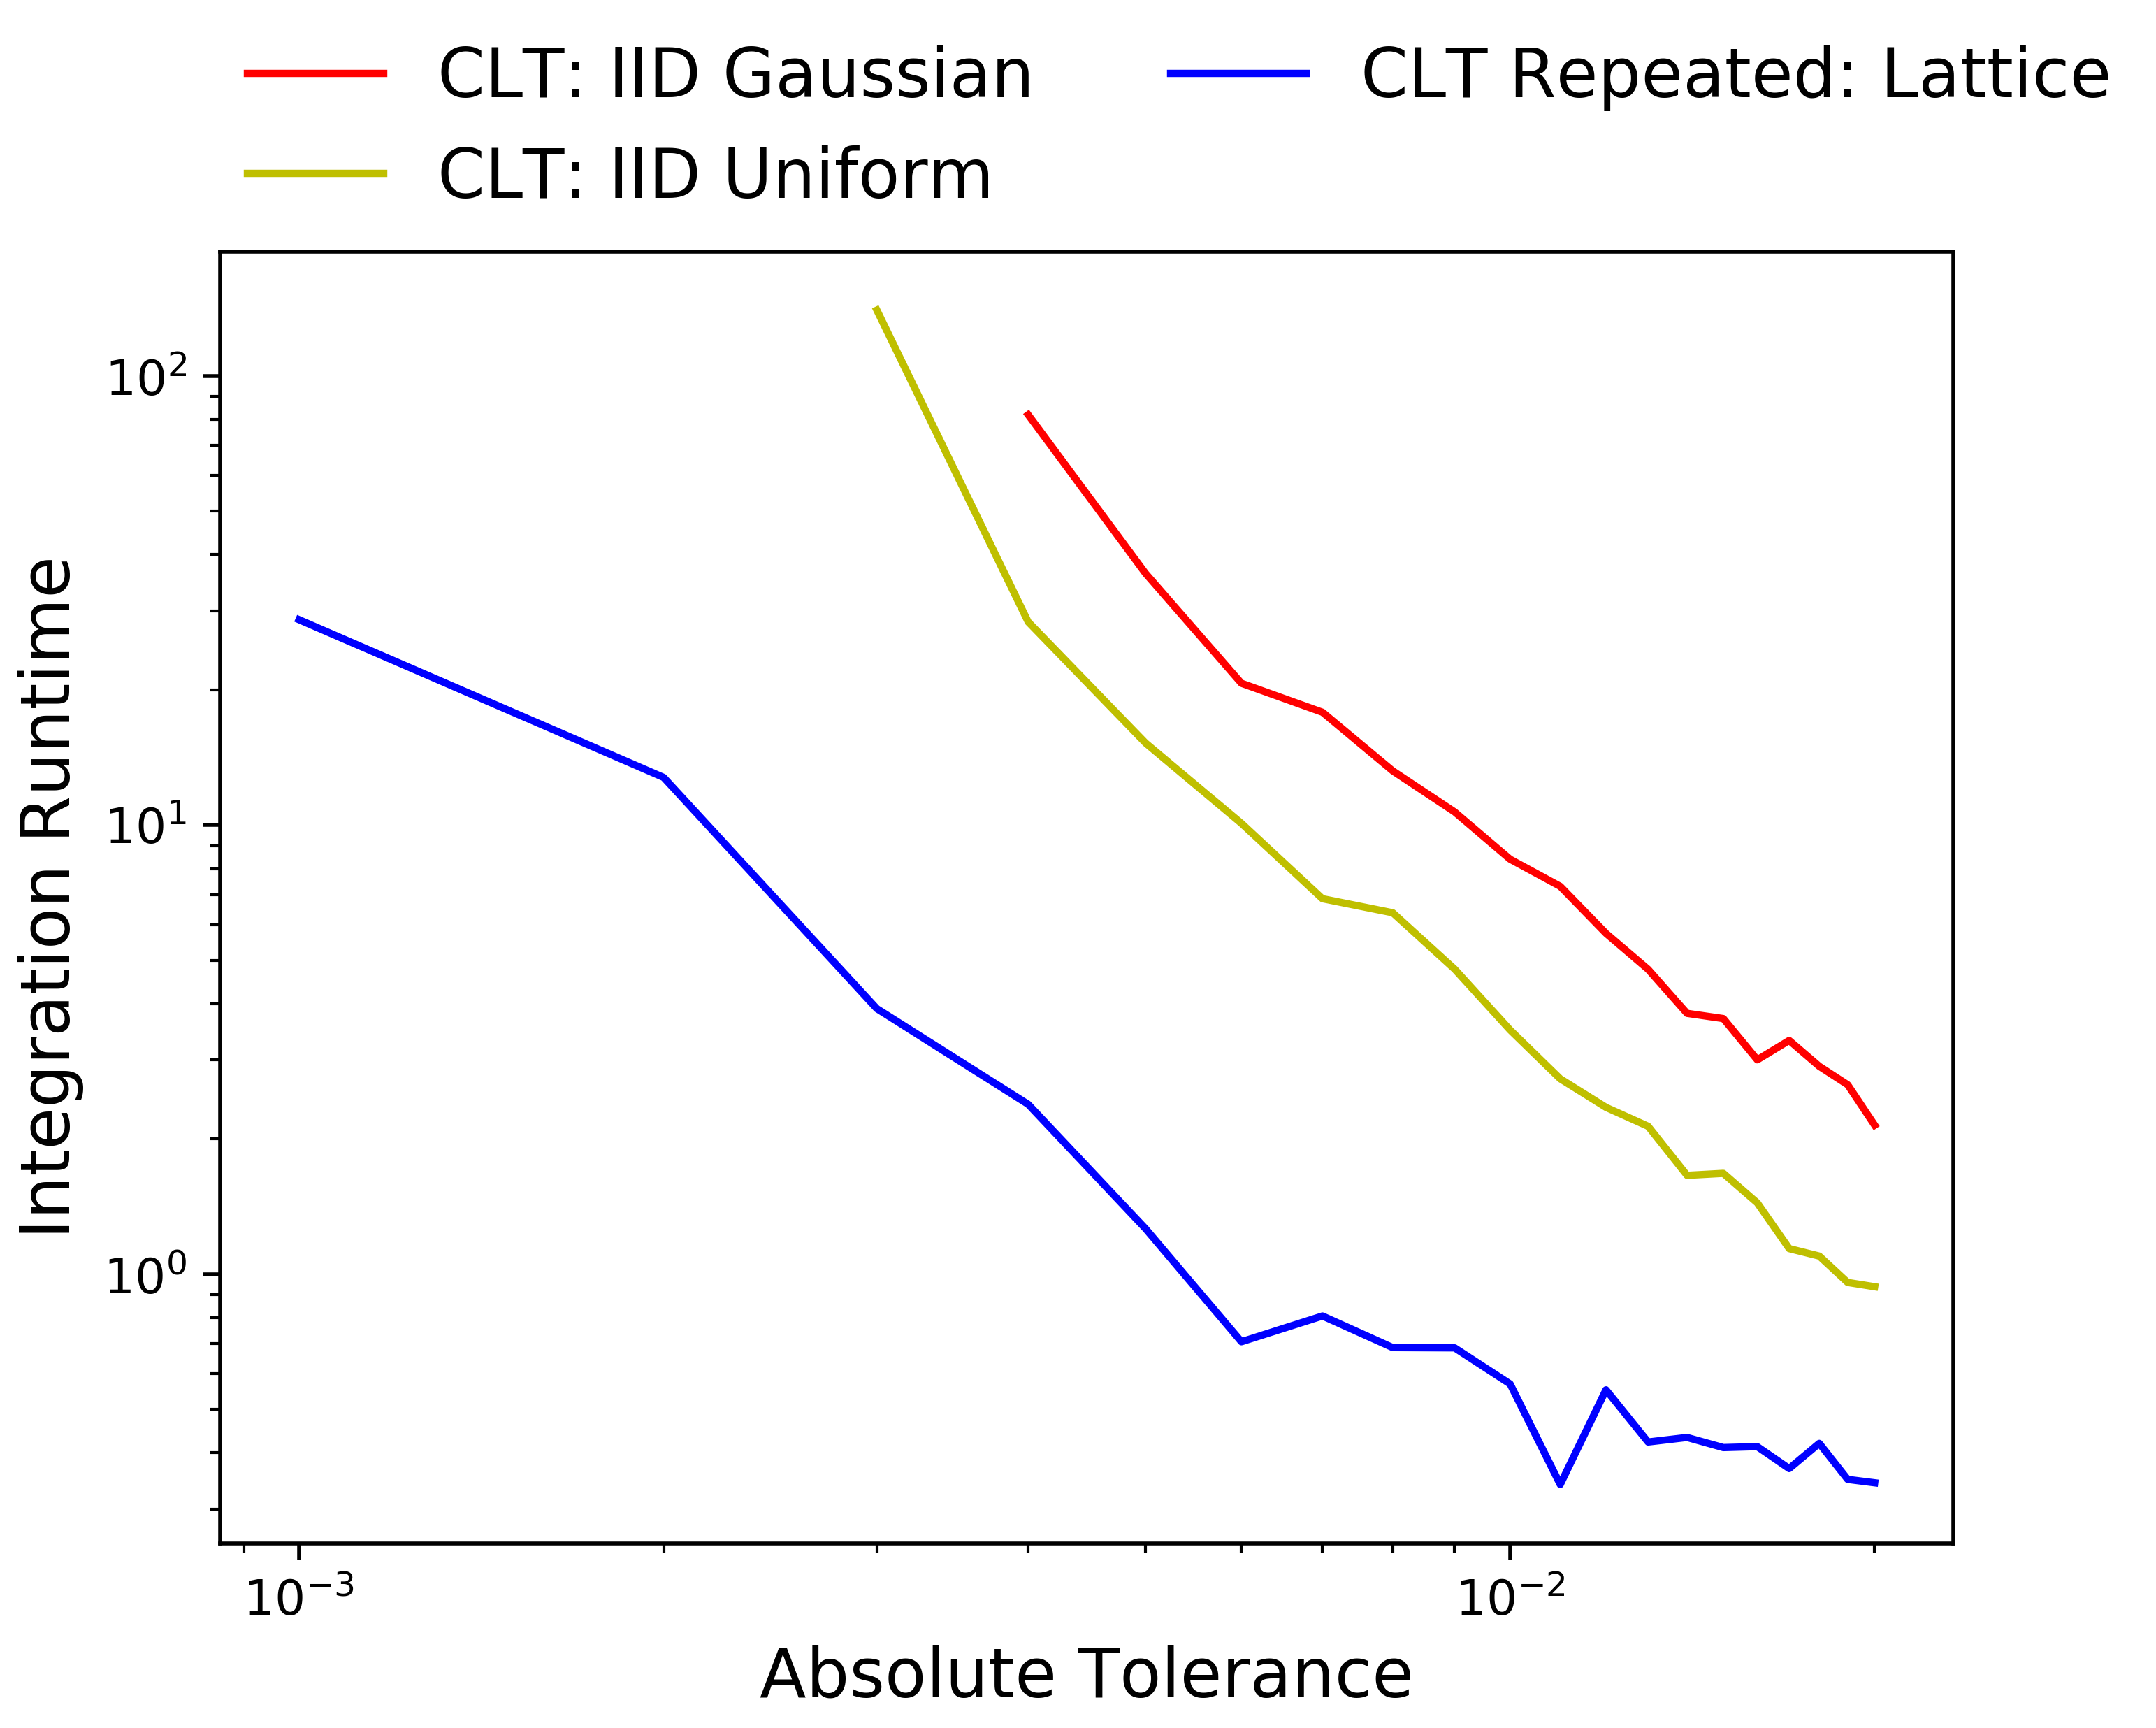 CLT: IID Gaussian
CLT: IID Uniform
CLT Repeated: Lattice
Integration Runtime
10²
10¹
10⁰
10⁻³
10⁻²
Absolute Tolerance